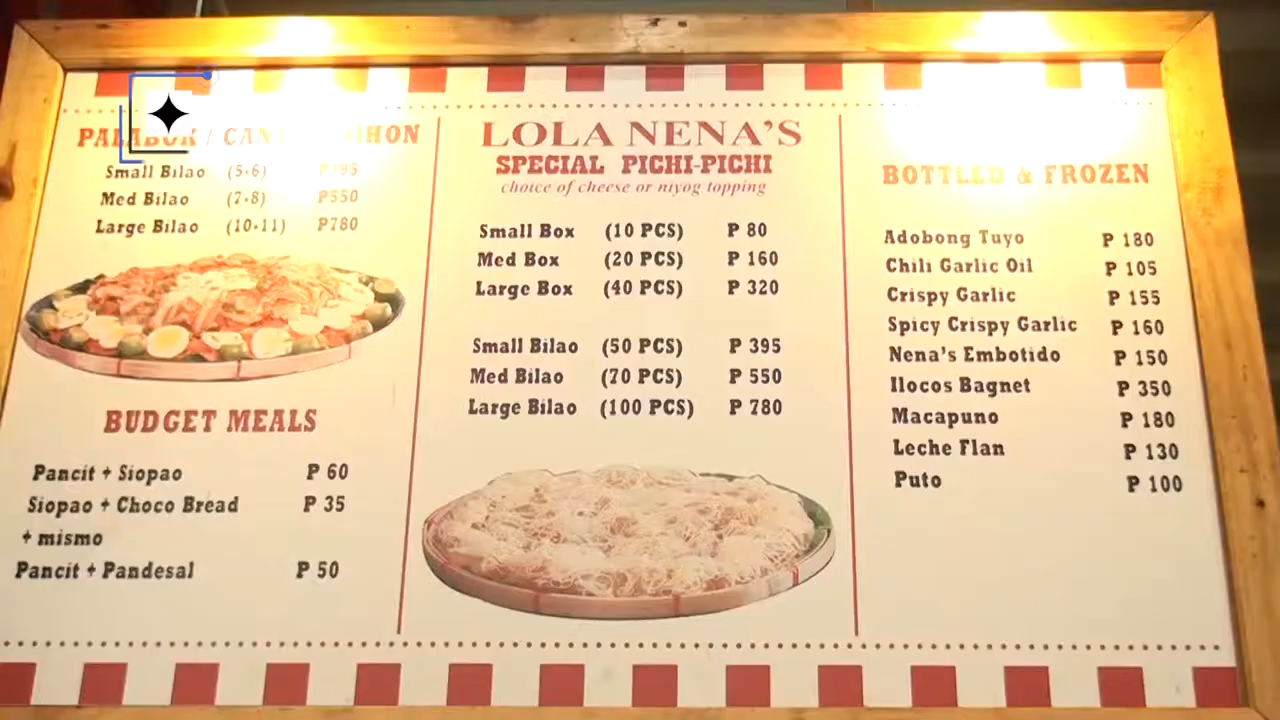 PALABOK / CAN
Small Bilao (5-6) P395
Med Bilao (7-8) P550
Large Bilao (10-11) P780
BUDGET MEALS
Pancit + Siopao P 60
Siopao + Choco Bread P 35
+ mismo
Pancit + Pandesal P 50
LOLA NENA'S
SPECIAL PICHI-PICHI
choice of cheese or niyog topping
Small Box (10 PCS) P 80
Med Box (20 PCS) P 160
Large Box (40 PCS) P 320
Small Bilao (50 PCS) P 395
Med Bilao (70 PCS) P 550
Large Bilao (100 PCS) P 780
BOTTLED & FROZEN
Adobong Tuyo P 180
Chili Garlic Oil P 105
Crispy Garlic P 155
Spicy Crispy Garlic P 160
Nena's Embotido P 150
Ilocos Bagnet P 350
Macapuno P 180
Leche Flan P 130
Puto P 100